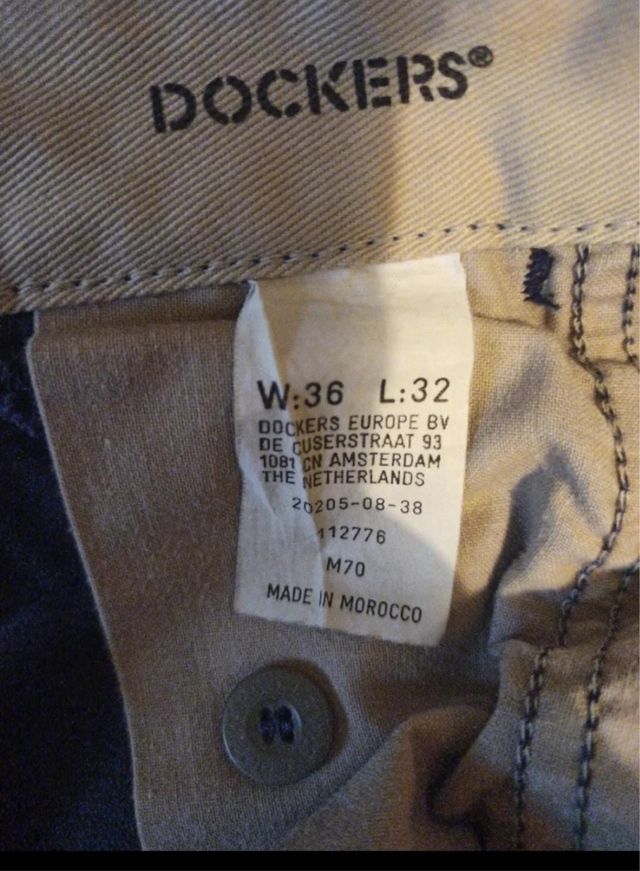 DOCKERS®
W:36 L:32
DOCKERS EUROPE BV
DE CUSERSTRAAT 93
1081 CN AMSTERDAM
THE NETHERLANDS
20205-08-38
112776
M70
MADE IN MOROCCO